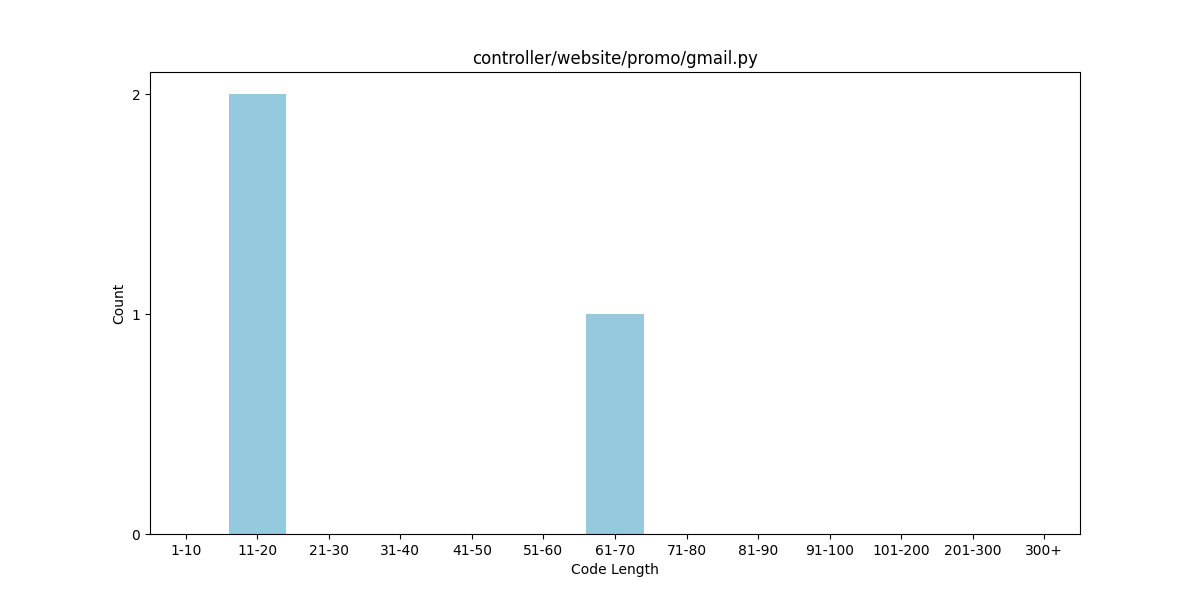 controller/website/promo/gmail.py
Count
2
1
0
1-10 11-20 21-30 31-40 41-50 51-60 61-70 71-80 81-90 91-100 101-200 201-300 300+
Code Length